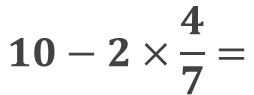 10 − 2 × 4/7 =